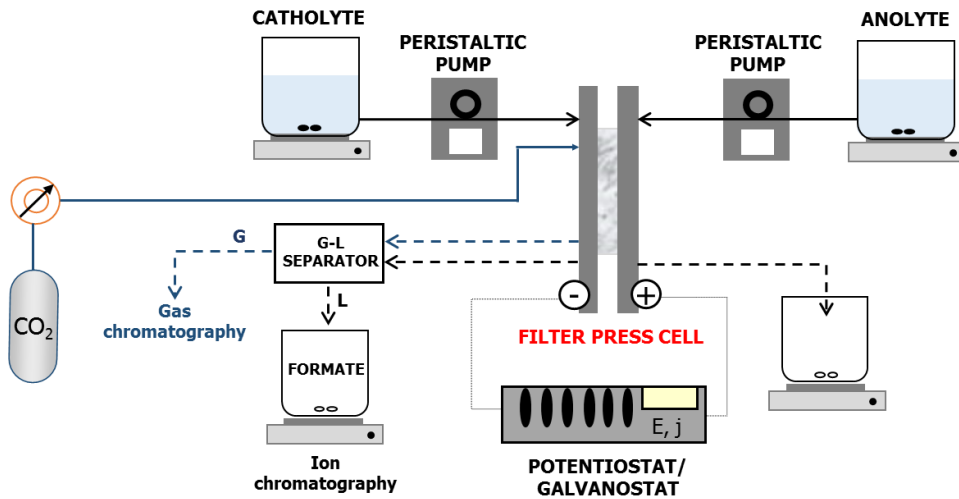 CATHOLYTE
PERISTALTIC
PUMP
PERISTALTIC
PUMP
ANOLYTE
G
G-L
SEPARATOR
L
Gas
chromatography
CO2
FORMATE
Ion
chromatography
-
+
FILTER PRESS CELL
E, j
POTENTIOSTAT/
GALVANOSTAT